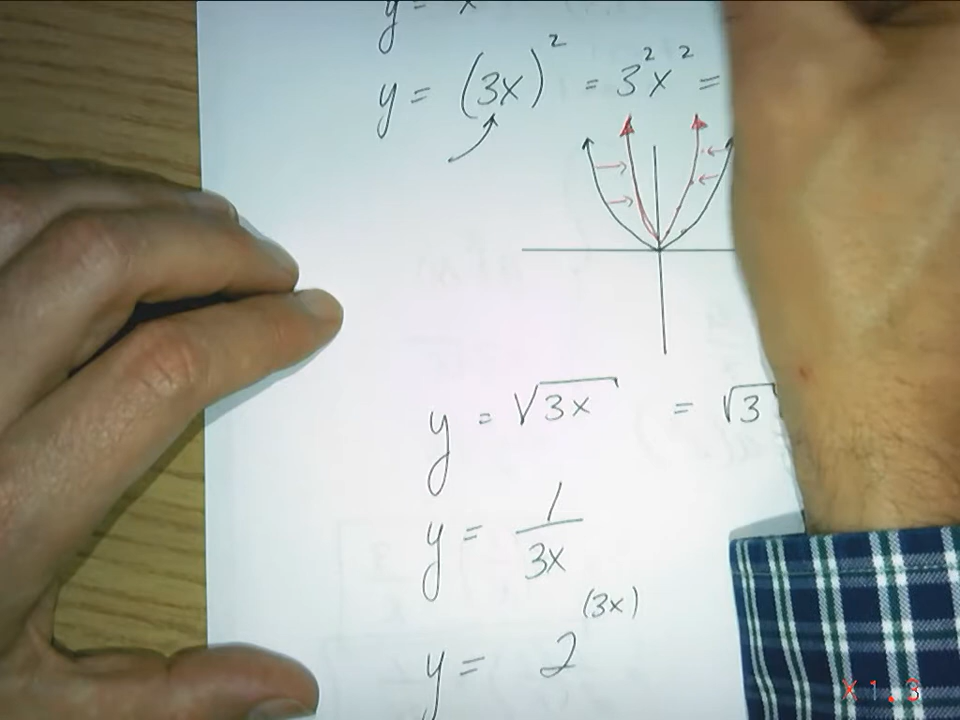 y = x
y = (3x)² = 3²x² =
y = √3x = √3
y = 1/3x
y = 2^(3x)
X 1.3